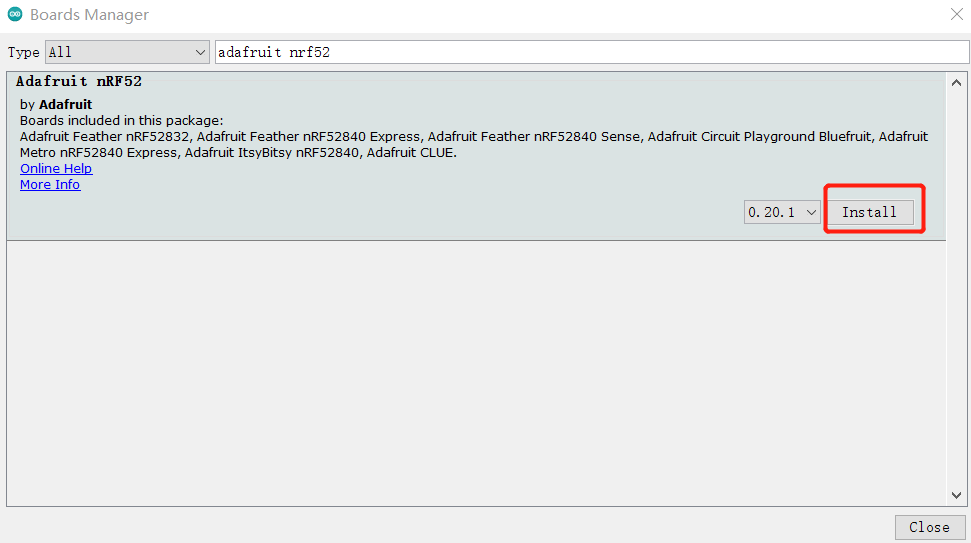 Boards Manager
Type All adafruit nrf52
Adafruit nRF52
by Adafruit
Boards included in this package:
Adafruit Feather nRF52832, Adafruit Feather nRF52840 Express, Adafruit Feather nRF52840 Sense, Adafruit Circuit Playground Bluefruit, Adafruit
Metro nRF52840 Express, Adafruit ItsyBitsy nRF52840, Adafruit CLUE.
Online Help
More Info
0.20.1 Install
Close